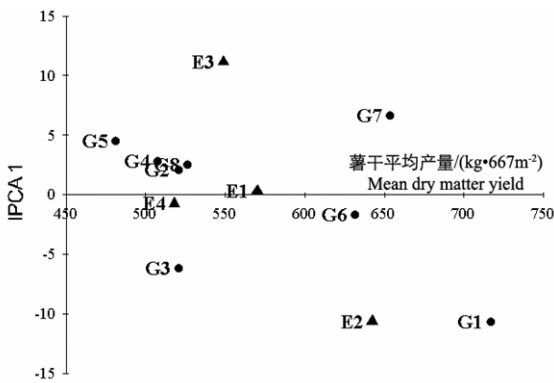 15
E3
10
G7
5
G5
G4
G8
G2
薯干平均产量/(kg•667m⁻²)
Mean dry matter yield
IPCA 1
E1
0
450
500
550
600
650
700
750
E4
G6
-5
G3
-10
E2
G1
-15